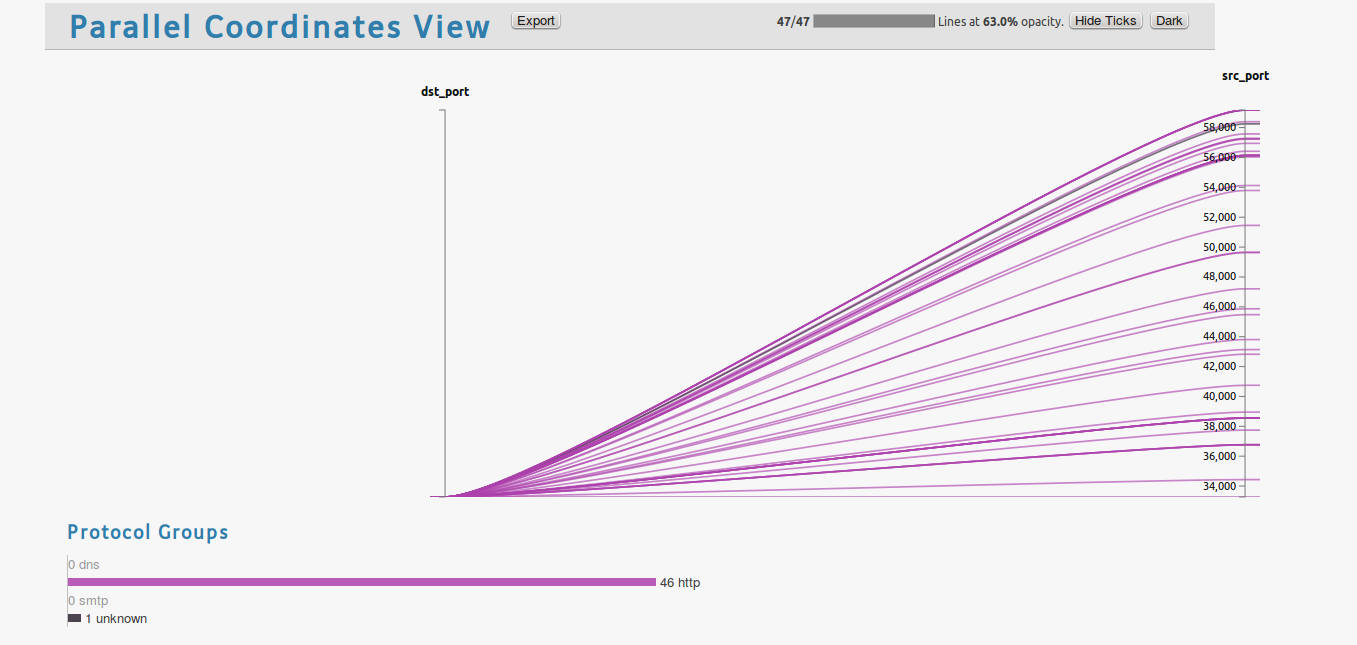 Parallel Coordinates View Export 47/47 Lines at 63.0% opacity. Hide Ticks Dark
src_port
dst_port
58,000
56,000
54,000
52,000
50,000
48,000
46,000
44,000
42,000
40,000
38,000
36,000
34,000
Protocol Groups
0 dns
46 http
0 smtp
1 unknown